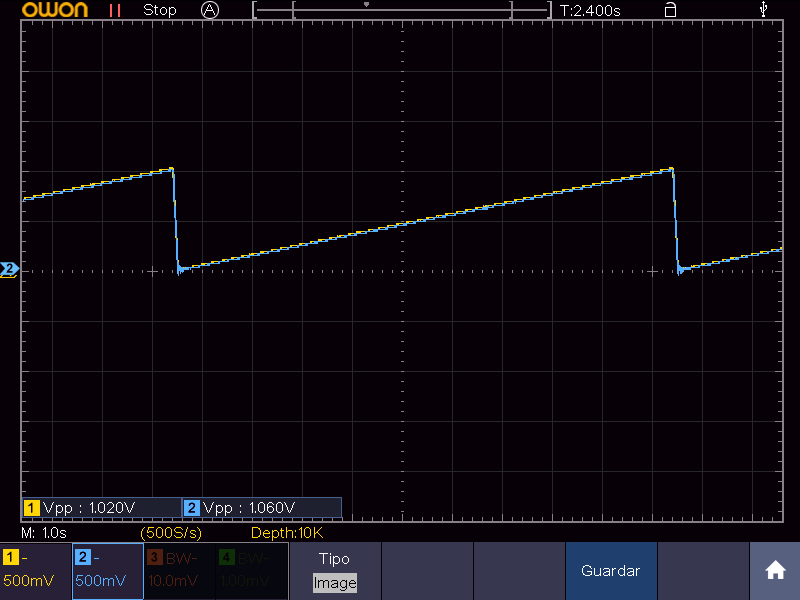 OWON Stop A T:2.400s
2
1 Vpp : 1.020V 2 Vpp : 1.060V
M: 1.0s (500S/s) Depth:10K
1 - 2 - 3 BW- 4 BW- Tipo
500mV 500mV 10.0mV 1.00mV Image
Guardar